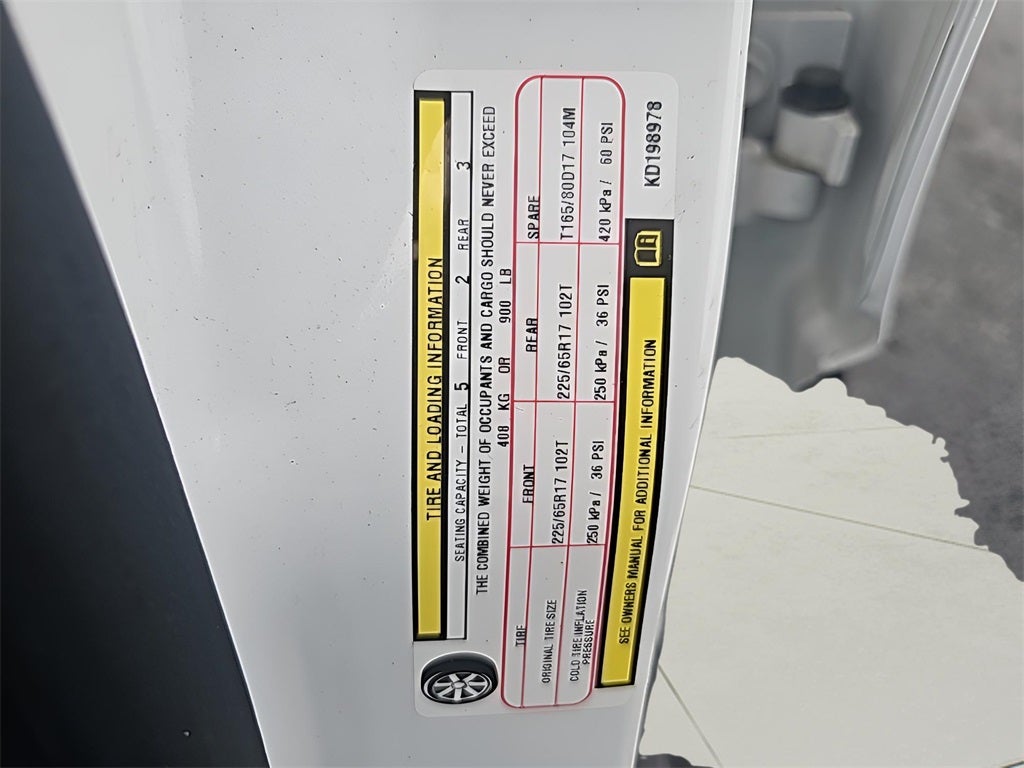 TIRE AND LOADING INFORMATION
SEATING CAPACITY - TOTAL 5 FRONT 2 REAR 3
THE COMBINED WEIGHT OF OCCUPANTS AND CARGO SHOULD NEVER EXCEED
408 KG OR 900 LB
TIRE FRONT REAR SPARE
ORIGINAL TIRE SIZE 225/65R17 102T 225/65R17 102T T165/80D17 104M
COLD TIRE INFLATION
PRESSURE 250 kPa / 36 PSI 250 kPa / 36 PSI 420 kPa / 60 PSI
SEE OWNERS MANUAL FOR ADDITIONAL INFORMATION
KD198978